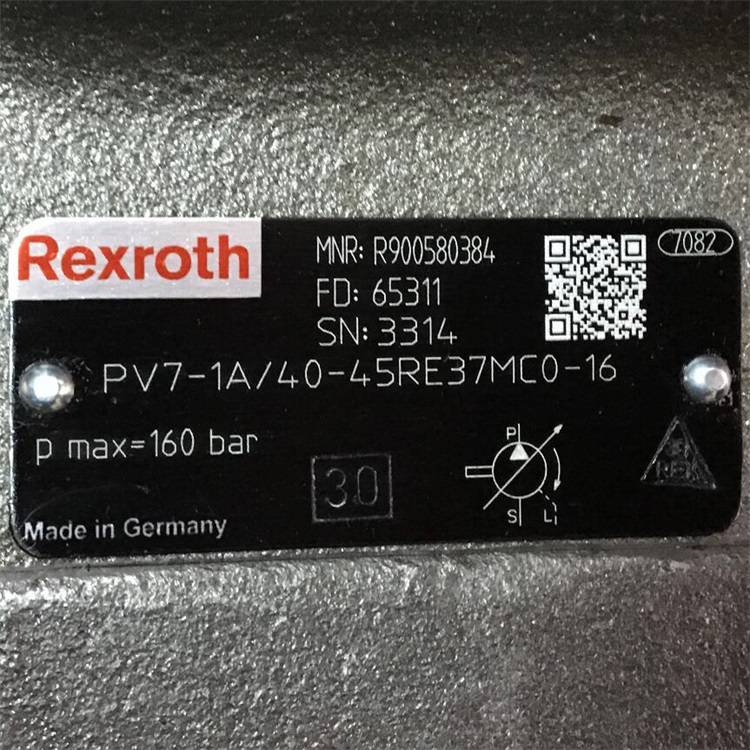 Rexroth
MNR: R900580384
7082
FD: 65311
SN: 3314
PV7-1A/40-45RE37MC0-16
p max=160 bar
30
P
S
L
Made in Germany